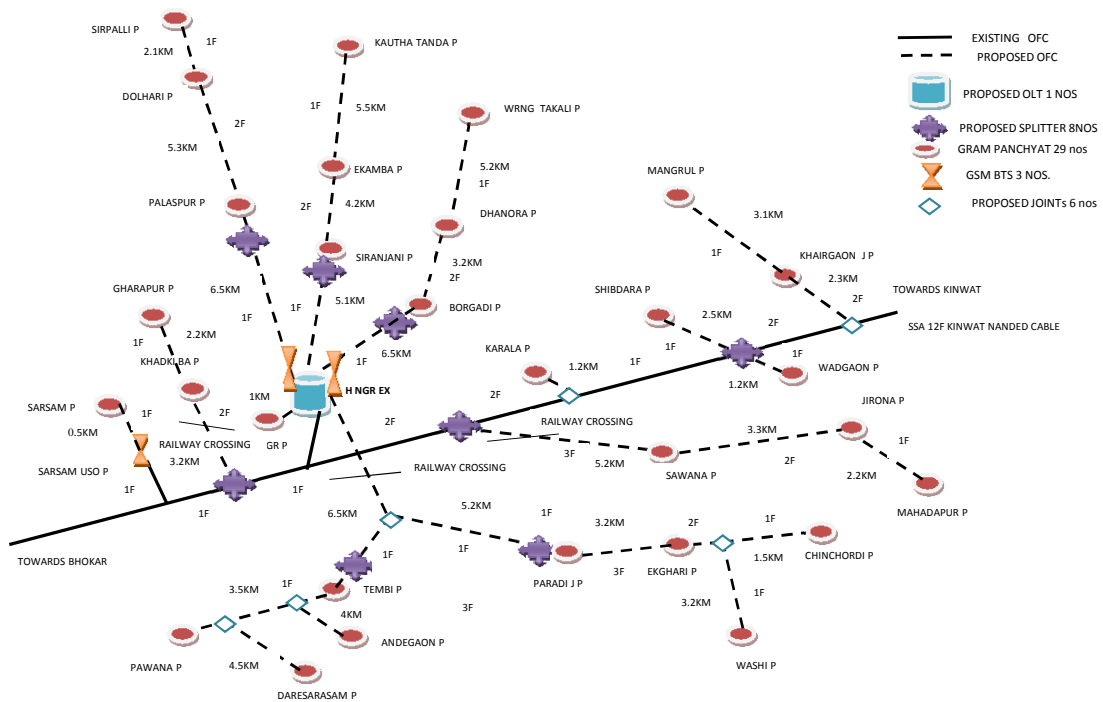 SIRPALLI P
1F
2.1KM
DOLHARI P
2F
5.3KM
PALASPUR P
6.5KM
1F
KAUTHA TANDA P
1F
5.5KM
EKAMBA P
2F
4.2KM
SIRANJANI P
1F
5.1KM
WRNG TAKALI P
5.2KM
1F
DHANORA P
3.2KM
2F
BORGADI P
6.5KM
1F
EXISTING OFC
PROPOSED OFC
PROPOSED OLT 1 NOS
PROPOSED SPLITTER 8NOS
GRAM PANCHYAT 29 nos
GSM BTS 3 NOS.
PROPOSED JOINTs 6 nos
MANGRUL P
3.1KM
1F
KHAIRGAON J P
2.3KM
2F
TOWARDS KINWAT
SSA 12F KINWAT NANDED CABLE
SHIBDARA P
2.5KM
2F
1F
1F
1F
1.2KM
WADGAON P
KARALA P
1.2KM
2F
GHARAPUR P
2.2KM
1F
KHADKI BA P
2F
RAILWAY CROSSING
3.2KM
SARSAM P
1F
0.5KM
SARSAM USO P
1F
1F
TOWARDS BHOKAR
1KM
GR P
H NGR EX
2F
1F
RAILWAY CROSSING
RAILWAY CROSSING
3F
5.2KM
SAWANA P
3.3KM
2F
JIRONA P
1F
2.2KM
MAHADAPUR P
6.5KM
5.2KM
1F
1F
PARADI J P
3.2KM
3F
2F
EKGHARI P
1F
1.5KM
CHINCHORDI P
3.2KM
1F
WASHI P
1F
TEMBI P
3F
3.5KM
1F
4KM
ANDEGAON P
PAWANA P
4.5KM
DARESARASAM P